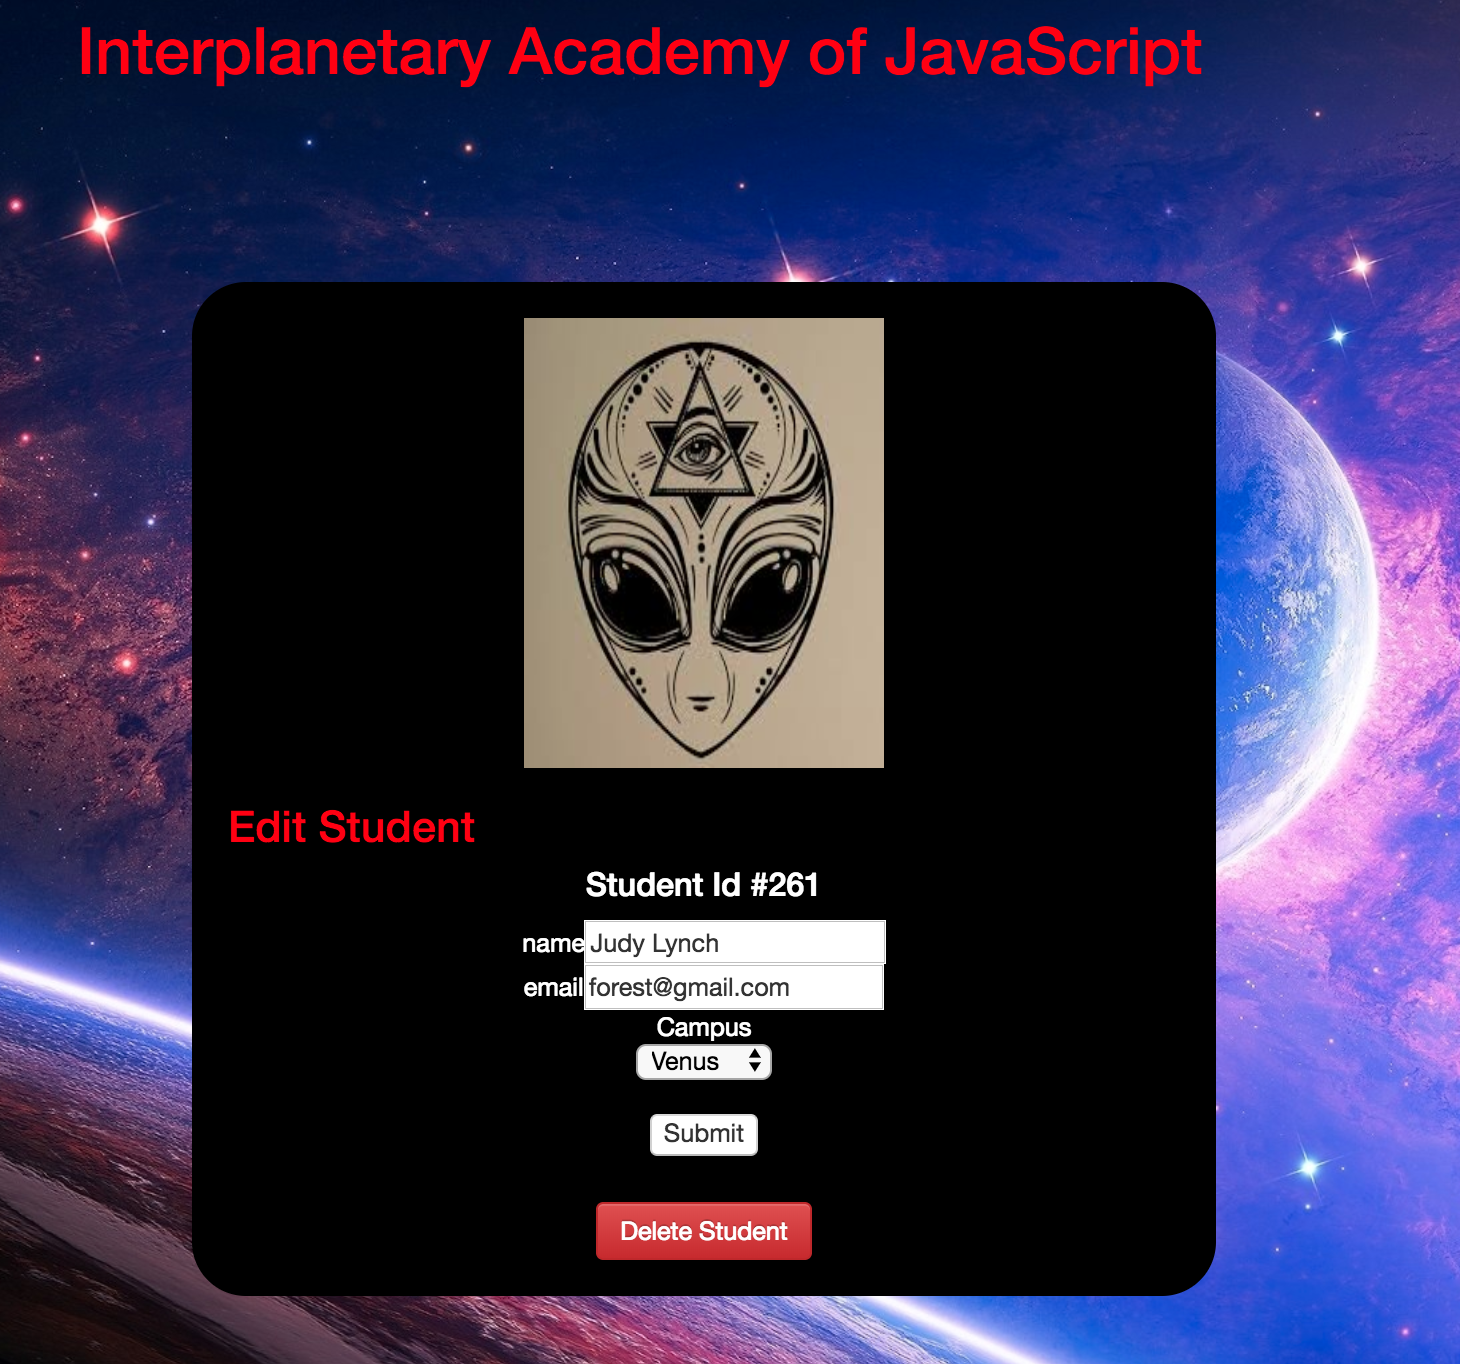 Interplanetary Academy of JavaScript
Edit Student
Student Id #261
name Judy Lynch
email forest@gmail.com
Campus
Venus
Submit
Delete Student